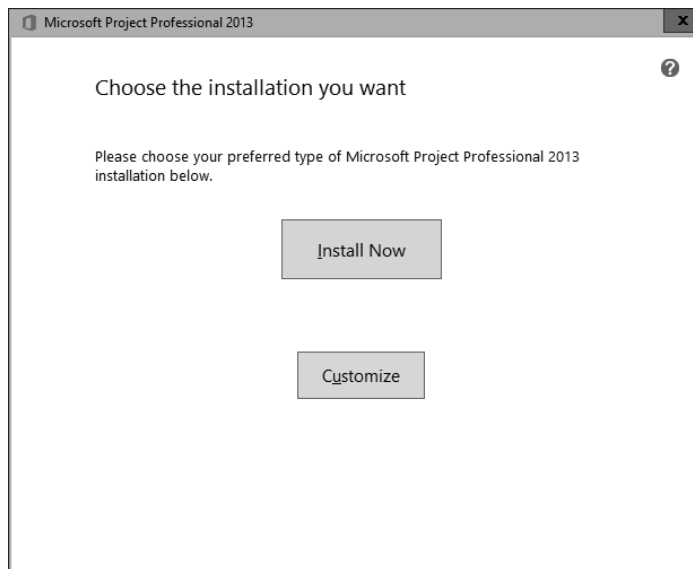 Microsoft Project Professional 2013
x
?
Choose the installation you want
Please choose your preferred type of Microsoft Project Professional 2013
installation below.
Install Now
Customize